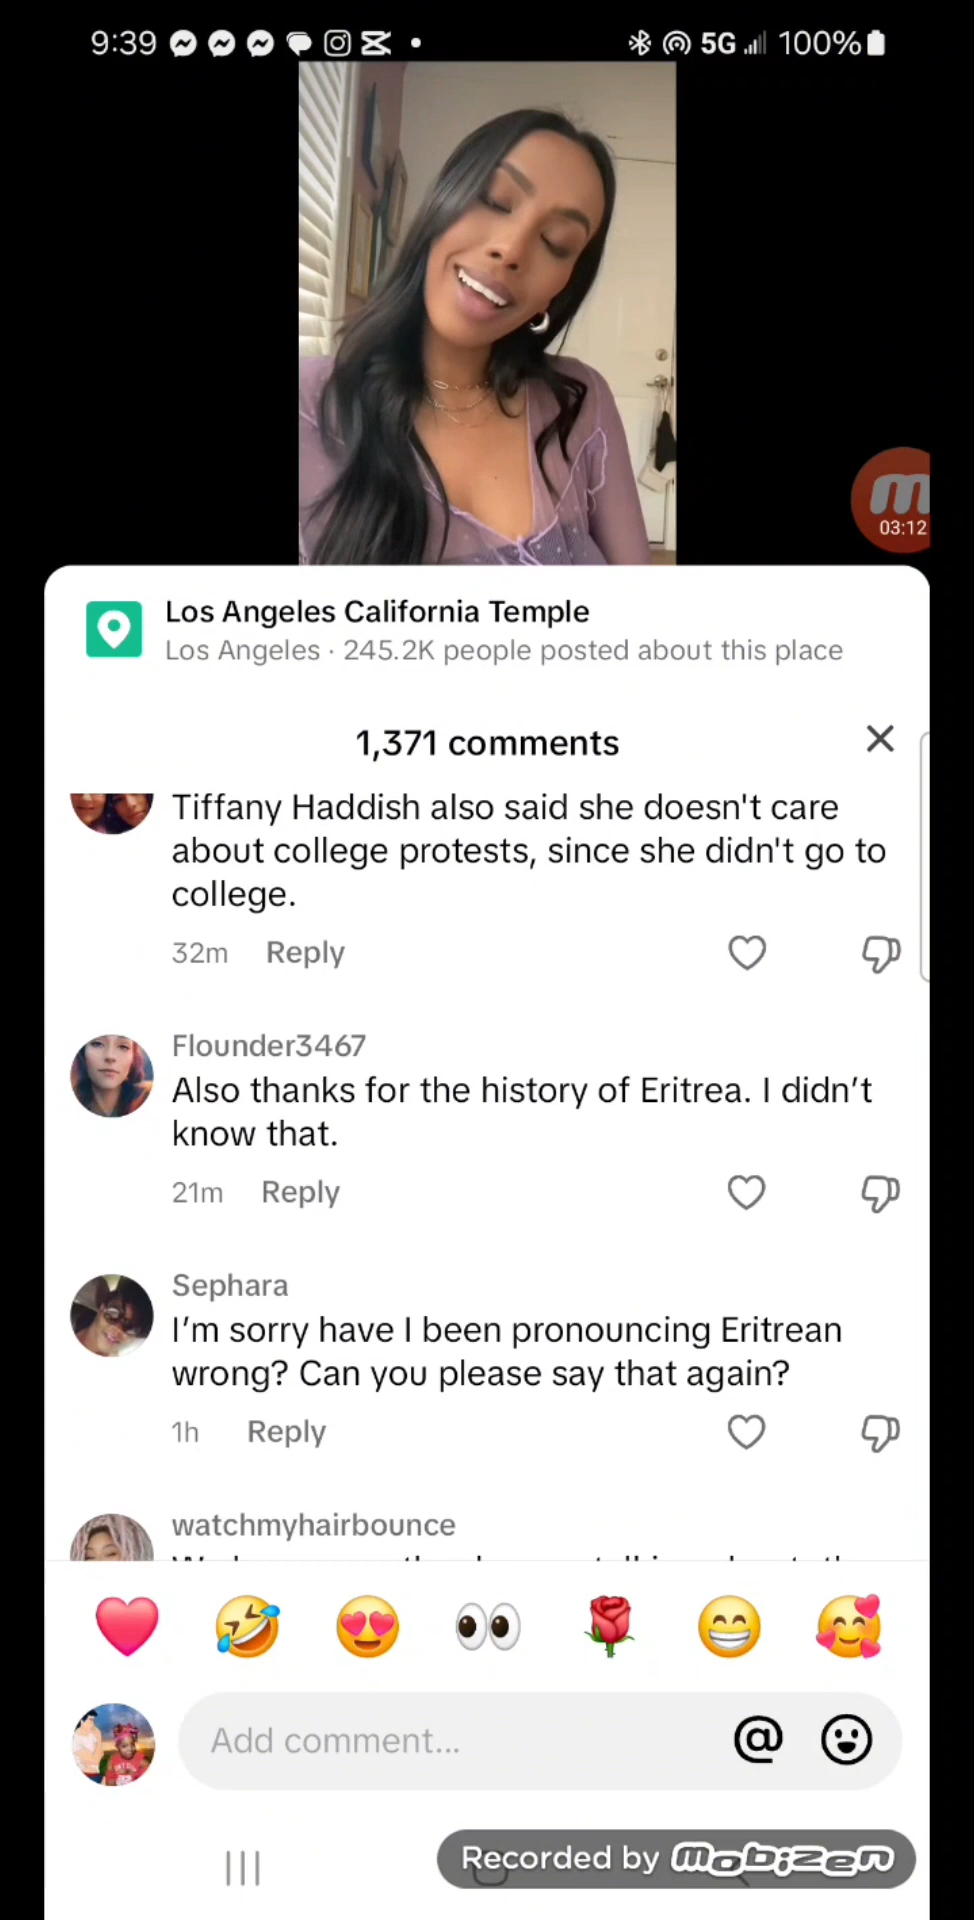 9:39
5G 100%
03:12
Los Angeles California Temple
Los Angeles · 245.2K people posted about this place
1,371 comments
Tiffany Haddish also said she doesn't care
about college protests, since she didn't go to
college.
32m Reply
Flounder3467
Also thanks for the history of Eritrea. I didn’t
know that.
21m Reply
Sephara
I’m sorry have I been pronouncing Eritrean
wrong? Can you please say that again?
1h Reply
watchmyhairbounce
Add comment...
Recorded by mobizen